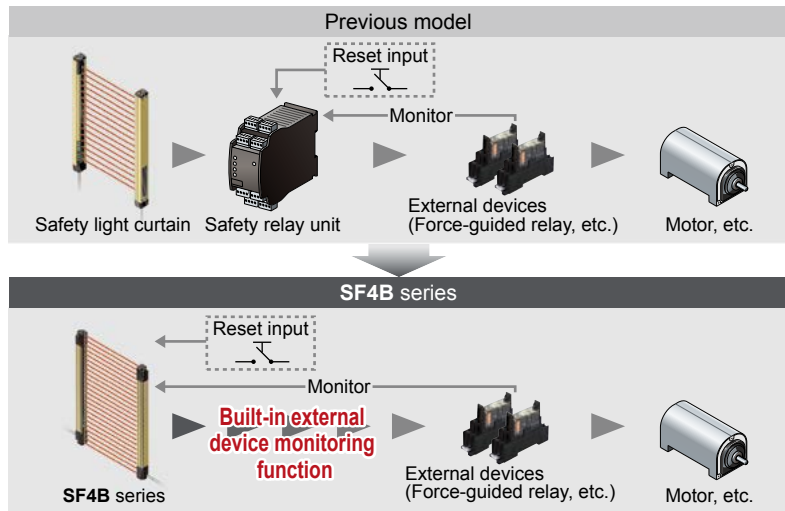 Previous model
Reset input
Monitor
Safety light curtain
Safety relay unit
External devices
(Force-guided relay, etc.)
Motor, etc.
SF4B series
Reset input
Monitor
Built-in external
device monitoring
function
SF4B series
External devices
(Force-guided relay, etc.)
Motor, etc.